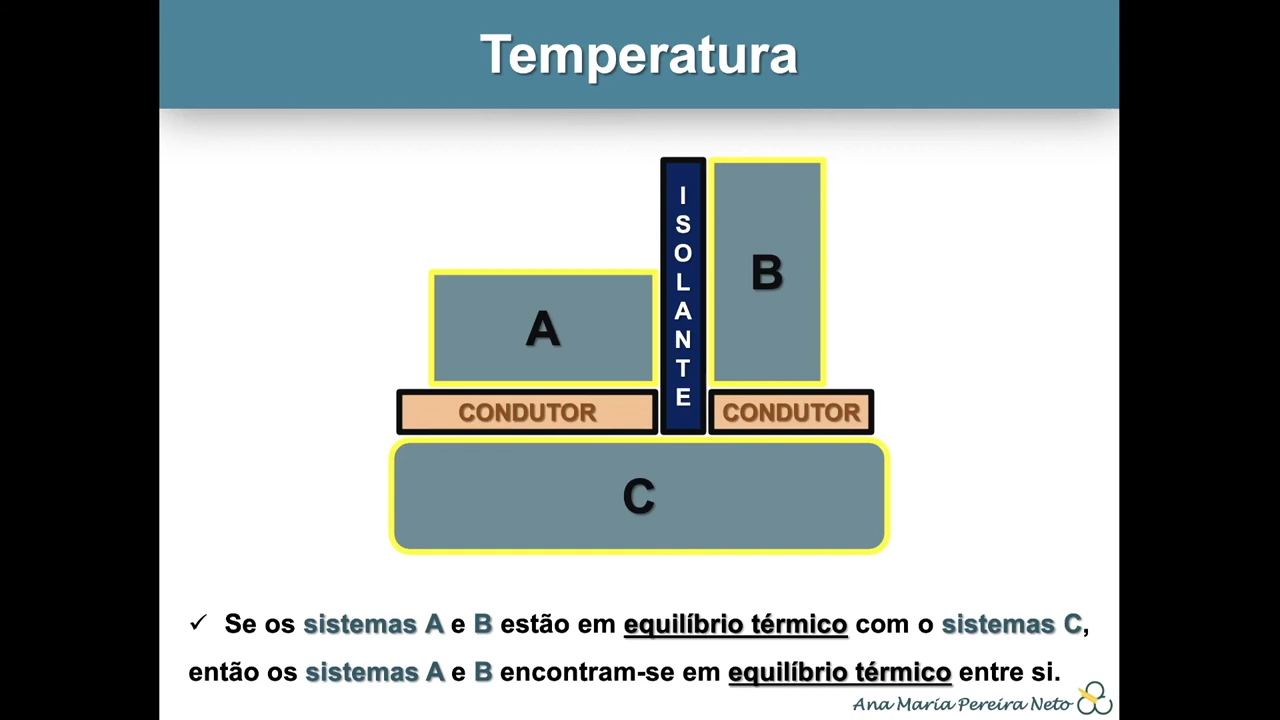 Temperatura
ISOLANTE
B
A
CONDUTOR
CONDUTOR
C
✓ Se os sistemas A e B estão em equilíbrio térmico com o sistemas C,
então os sistemas A e B encontram-se em equilíbrio térmico entre si.
Ana Maria Pereira Neto